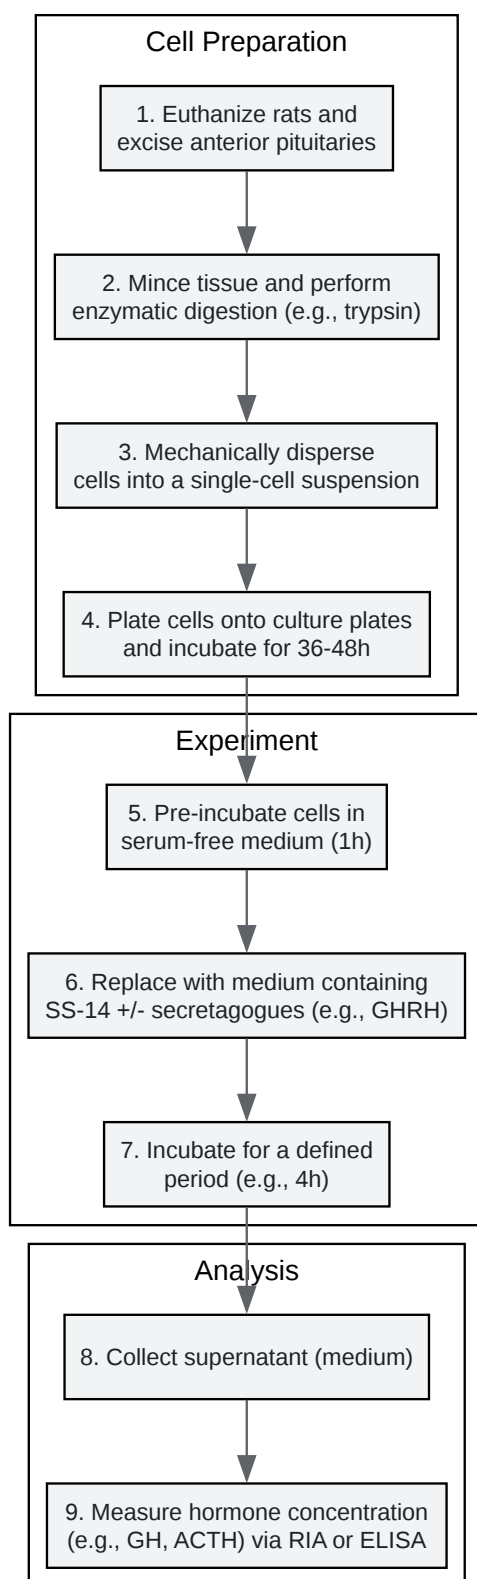 Cell Preparation
1. Euthanize rats and
excise anterior pituitaries
2. Mince tissue and perform
enzymatic digestion (e.g., trypsin)
3. Mechanically disperse
cells into a single-cell suspension
4. Plate cells onto culture plates
and incubate for 36-48h
Experiment
5. Pre-incubate cells in
serum-free medium (1h)
6. Replace with medium containing
SS-14 +/- secretagogues (e.g., GHRH)
7. Incubate for a defined
period (e.g., 4h)
Analysis
8. Collect supernatant (medium)
9. Measure hormone concentration
(e.g., GH, ACTH) via RIA or ELISA